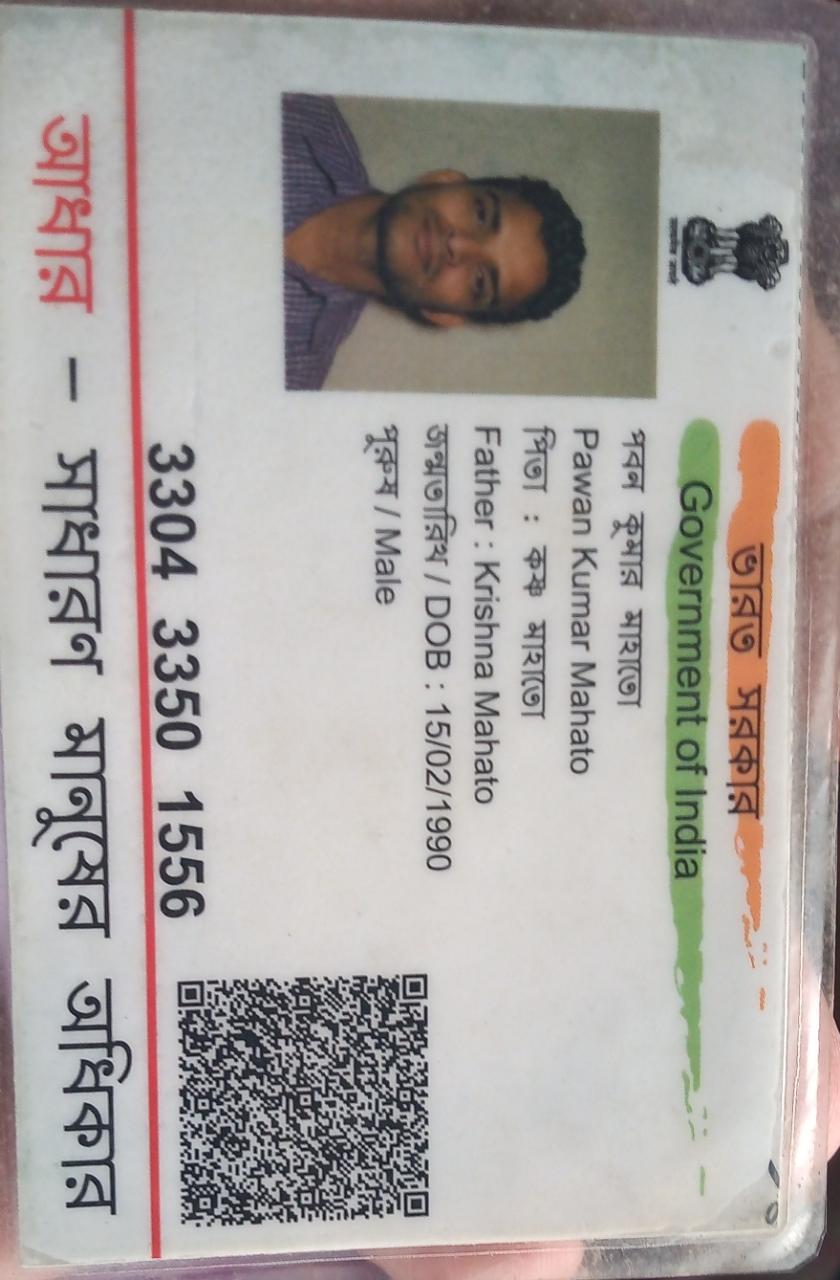 ভারত সরকার
Government of India
পবন কুমার মাহাতো
Pawan Kumar Mahato
পিতা : কৃষ্ণ মাহাতো
Father : Krishna Mahato
জন্মতারিখ / DOB : 15/02/1990
পুরুষ / Male
3304 3350 1556
আধার – সাধারণ মানুষের অধিকার